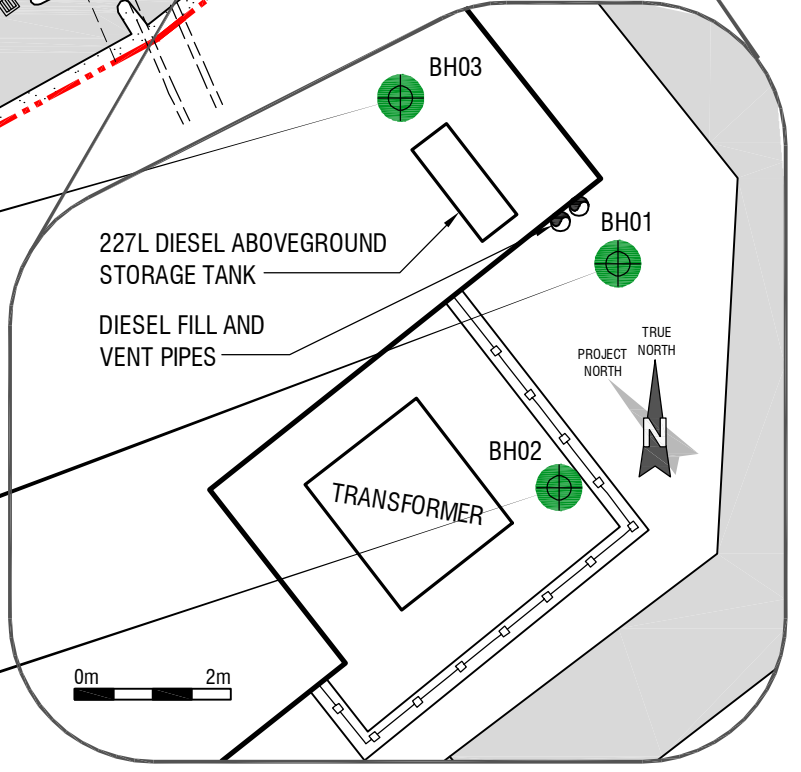 BH03
227L DIESEL ABOVEGROUND
STORAGE TANK
BH01
DIESEL FILL AND
VENT PIPES
TRUE
NORTH
PROJECT
NORTH
N
BH02
TRANSFORMER
0m 2m